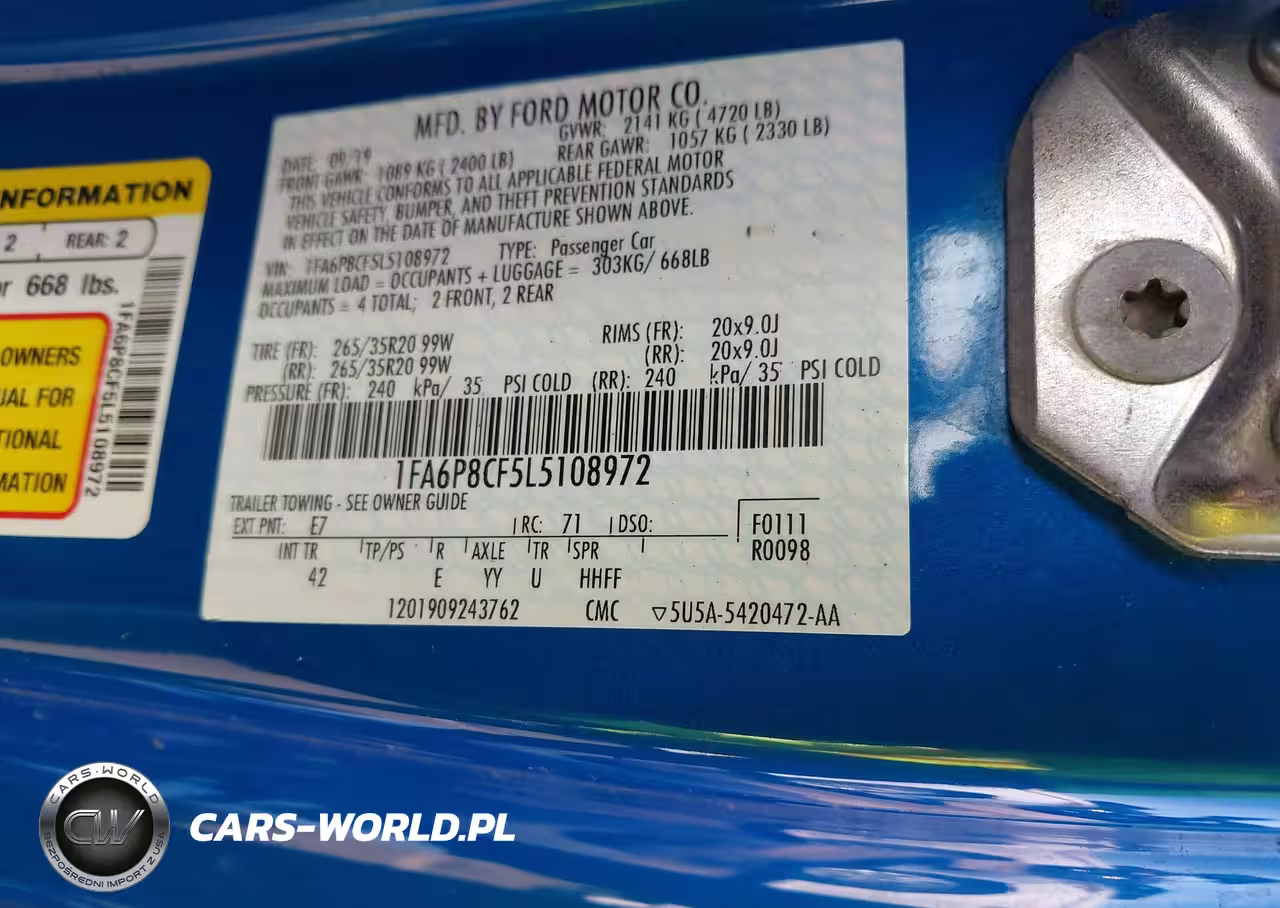 NFORMATION
2 REAR: 2
or 668 lbs.
OWNERS
UAL FOR
TIONAL
MATION
1FA6P8CF5L5108972
MFD. BY FORD MOTOR CO.
DATE: 09/19 GVWR: 2141 KG ( 4720 LB)
FRONT GAWR: 1089 KG ( 2400 LB) REAR GAWR: 1057 KG ( 2330 LB)
THIS VEHICLE CONFORMS TO ALL APPLICABLE FEDERAL MOTOR
VEHICLE SAFETY, BUMPER, AND THEFT PREVENTION STANDARDS
IN EFFECT ON THE DATE OF MANUFACTURE SHOWN ABOVE.
VIN: 1FA6P8CF5L5108972 TYPE: Passenger Car
MAXIMUM LOAD = OCCUPANTS + LUGGAGE = 303KG/ 668LB
OCCUPANTS = 4 TOTAL; 2 FRONT, 2 REAR
TIRE (FR): 265/35R20 99W RIMS (FR): 20x9.0J
(RR): 265/35R20 99W (RR): 20x9.0J
PRESSURE (FR): 240 kPa/ 35 PSI COLD (RR): 240 kPa/ 35 PSI COLD
1FA6P8CF5L5108972
TRAILER TOWING - SEE OWNER GUIDE
EXT PNT: E7 RC: 71 DSO: F0111
INT TR TP/PS R AXLE TR SPR R0098
42 E YY U HHFF
1201909243762 CMC ▽5U5A-5420472-AA
CARS-WORLD
CW
BEZPOŚREDNI IMPORT Z USA
CARS-WORLD.PL